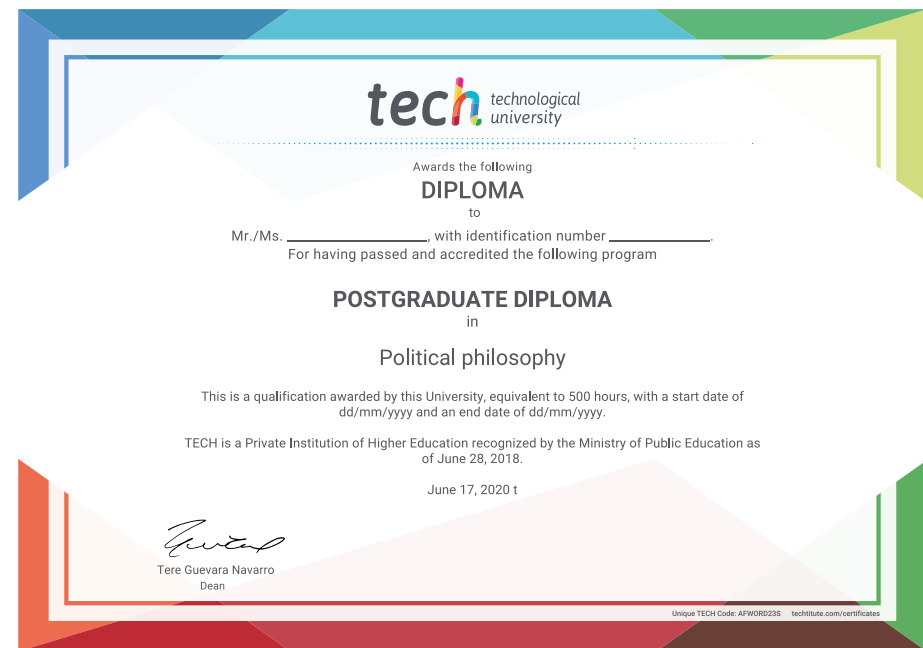 tech technological
university
Awards the following
DIPLOMA
to
Mr./Ms. ____________, with identification number ____________.
For having passed and accredited the following program
POSTGRADUATE DIPLOMA
in
Political philosophy
This is a qualification awarded by this University, equivalent to 500 hours, with a start date of
dd/mm/yyyy and an end date of dd/mm/yyyy.
TECH is a Private Institution of Higher Education recognized by the Ministry of Public Education as
of June 28, 2018.
June 17, 2020 t
Tere Guevara Navarro
Dean
Unique TECH Code: AFWORD23S techtitute.com/certificates